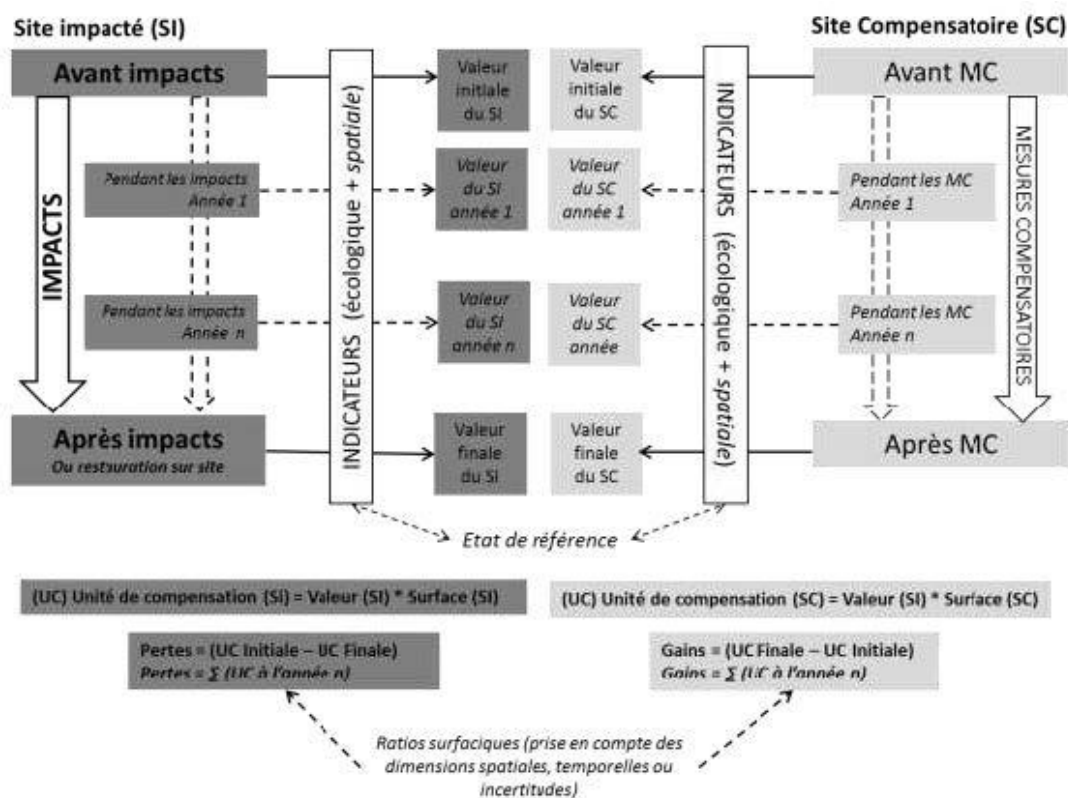 Site impacté (SI)
Site Compensatoire (SC)
Avant impacts
Valeur
initiale
du SI
Valeur
initiale
du SC
Avant MC
IMPACTS
Pendant les impacts
Année 1
INDICATEURS (écologique + spatiale)
Valeur
du SI
année 1
Valeur
du SC
année 1
INDICATEURS (écologique + spatiale)
Pendant les MC
Année 1
MESURES COMPENSATOIRES
Pendant les impacts
Année n
Valeur
du SI
année n
Valeur
du SC
année
Pendant les MC
Année n
Après impacts
Ou restauration sur site
Valeur
finale
du SI
Valeur
finale
du SC
Après MC
Etat de référence
(UC) Unité de compensation (SI) = Valeur (SI) * Surface (SI)
(UC) Unité de compensation (SC) = Valeur (SI) * Surface (SC)
Pertes = (UC Initiale – UC Finale)
Pertes = Σ (UC à l'année n)
Gains = (UC Finale – UC Initiale)
Gains = Σ (UC à l'année n)
Ratios surfaciques (prise en compte des
dimensions spatiales, temporelles ou
incertitudes)